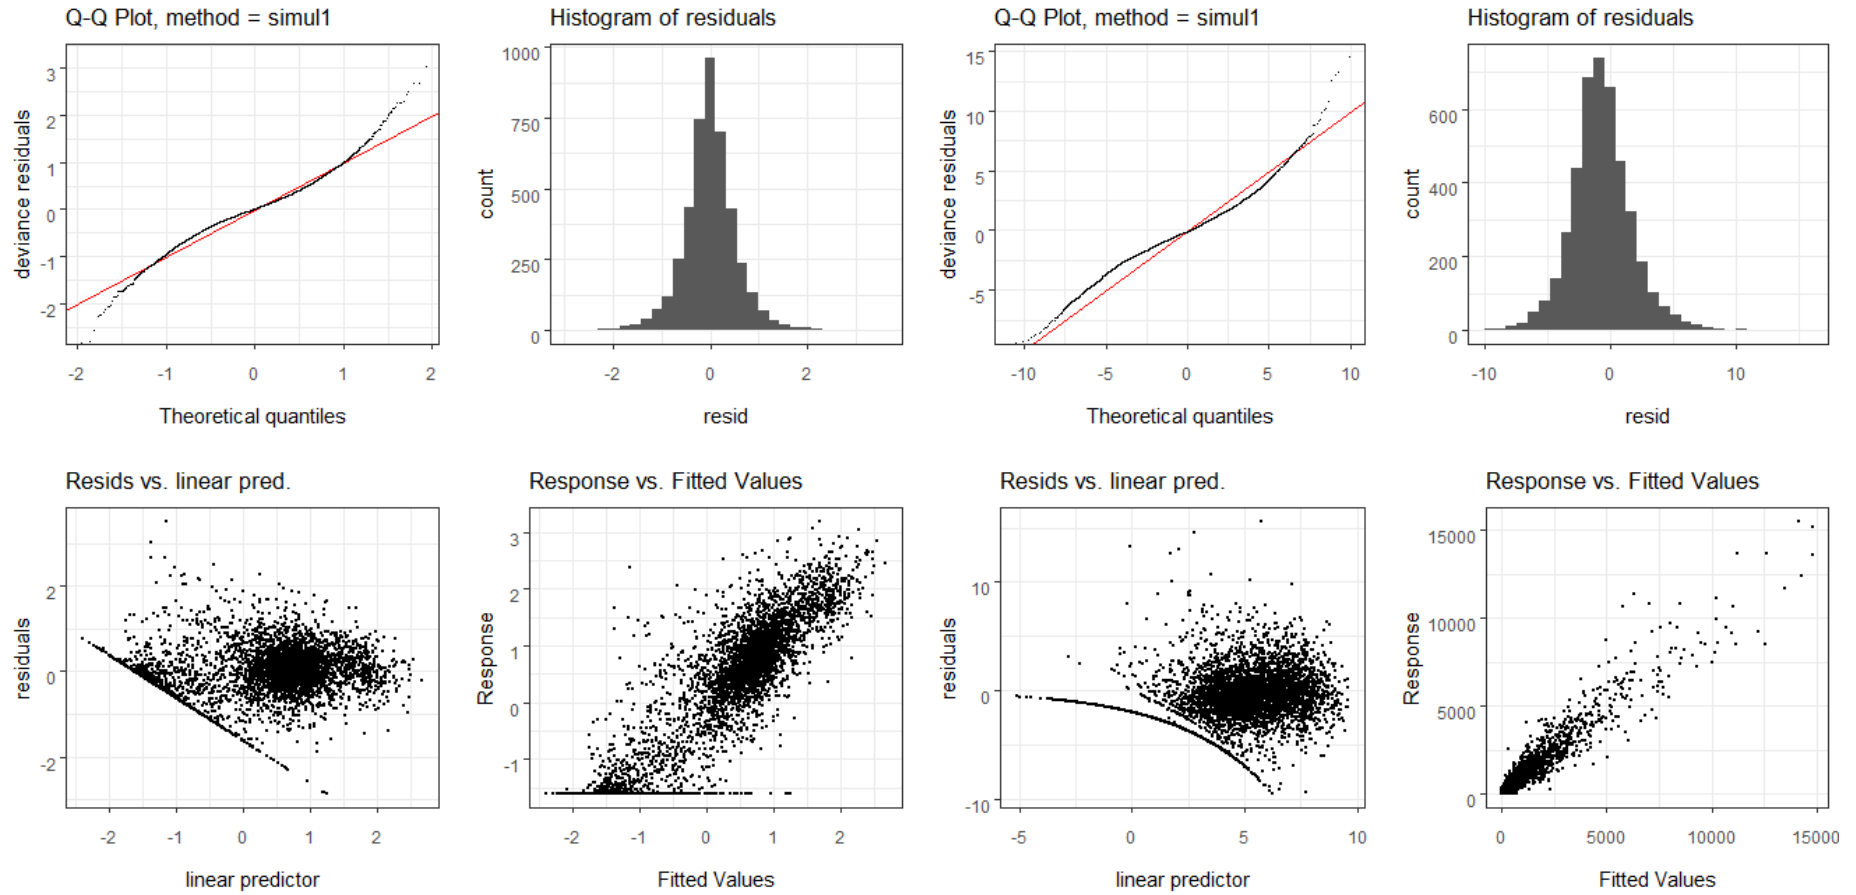 Q-Q Plot, method = simul1
3
2
1
0
-1
-2
deviance residuals
-2 -1 0 1 2
Theoretical quantiles
Histogram of residuals
1000
750
500
250
0
count
-2 0 2
resid
Q-Q Plot, method = simul1
15
10
5
0
-5
deviance residuals
-10 -5 0 5 10
Theoretical quantiles
Histogram of residuals
600
400
200
0
count
-10 0 10
resid
Resids vs. linear pred.
2
0
-2
residuals
-2 -1 0 1 2
linear predictor
Response vs. Fitted Values
3
2
1
0
-1
Response
-2 -1 0 1 2
Fitted Values
Resids vs. linear pred.
10
0
-10
residuals
-5 0 5 10
linear predictor
Response vs. Fitted Values
15000
10000
5000
0
Response
0 5000 10000 15000
Fitted Values